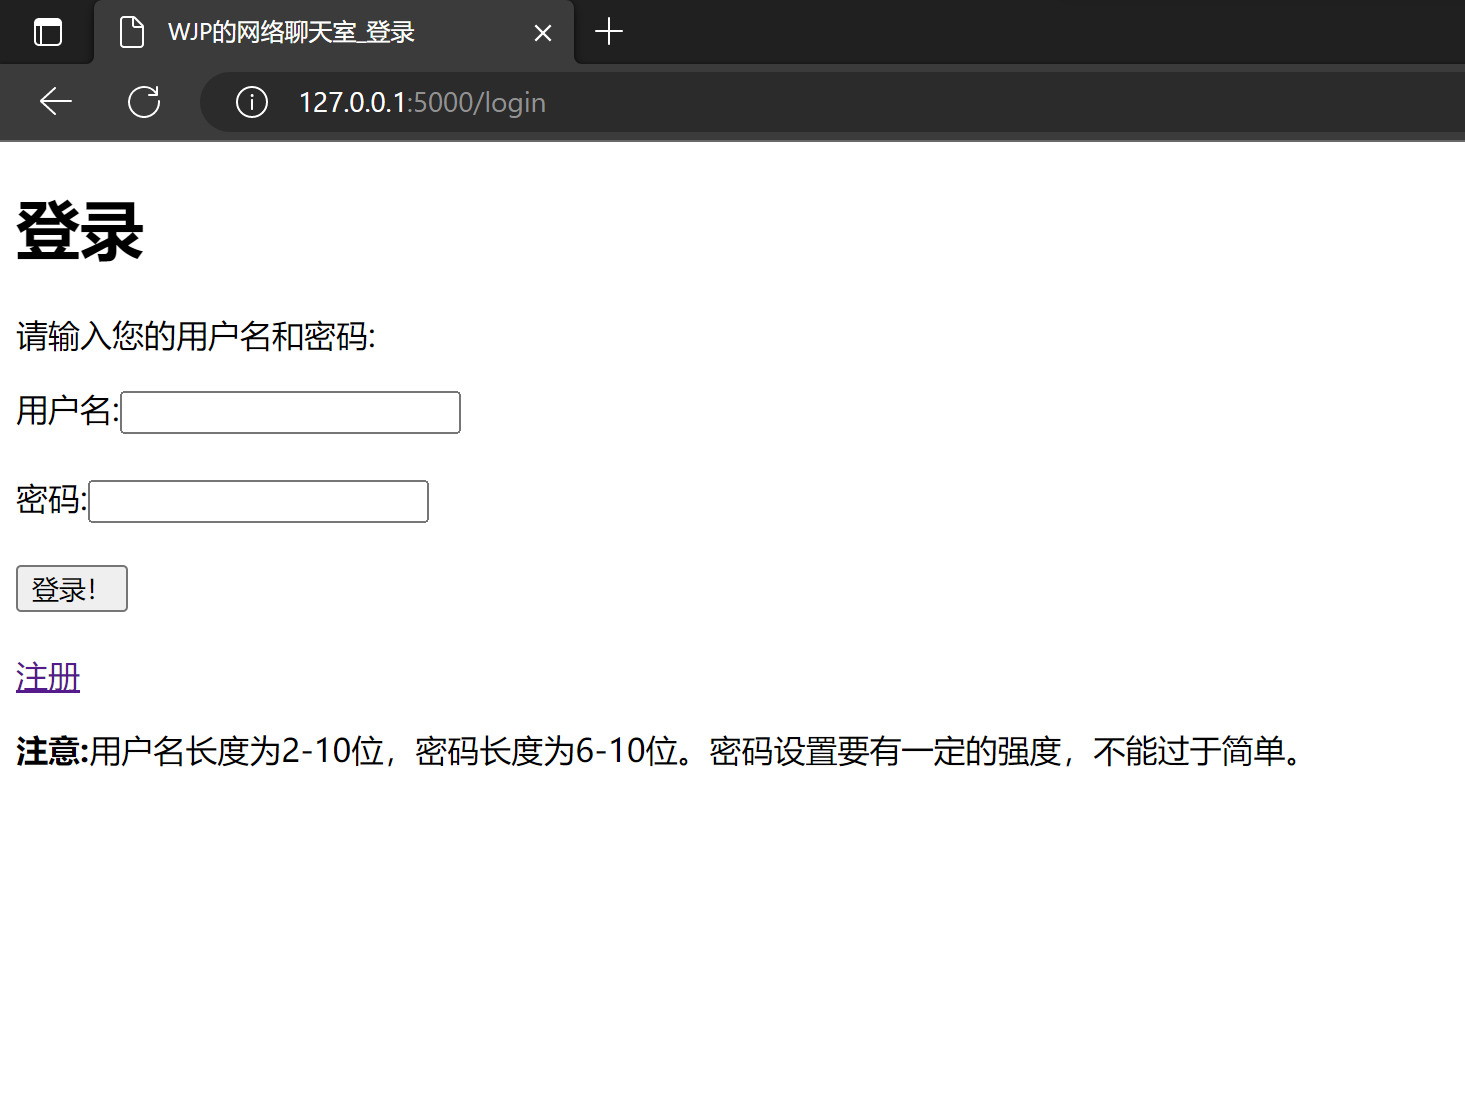 WJP的网络聊天室_登录
127.0.0.1:5000/login
登录
请输入您的用户名和密码:
用户名:
密码:
登录！
注册
注意:用户名长度为2-10位，密码长度为6-10位。密码设置要有一定的强度，不能过于简单。